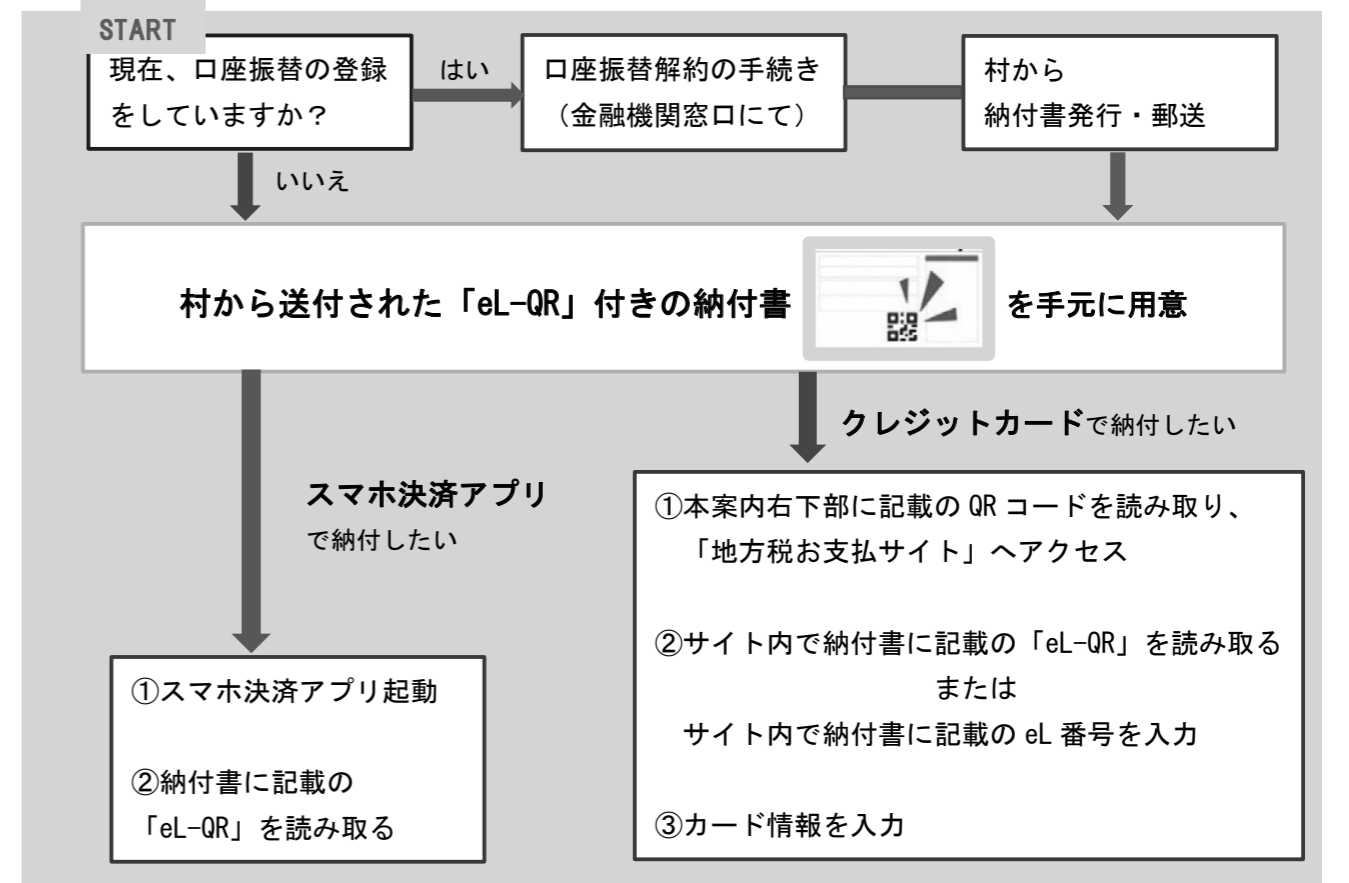 START
現在、口座振替の登録
をしていますか？
はい
口座振替解約の手続き
（金融機関窓口にて）
村から
納付書発行・郵送
いいえ
村から送付された「eL-QR」付きの納付書
を手元に用意
クレジットカードで納付したい
スマホ決済アプリ
で納付したい
①スマホ決済アプリ起動
②納付書に記載の
「eL-QR」を読み取る
①本案内右下部に記載の QR コードを読み取り、
「地方税お支払サイト」へアクセス
②サイト内で納付書に記載の「eL-QR」を読み取る
または
サイト内で納付書に記載の eL 番号を入力
③カード情報を入力